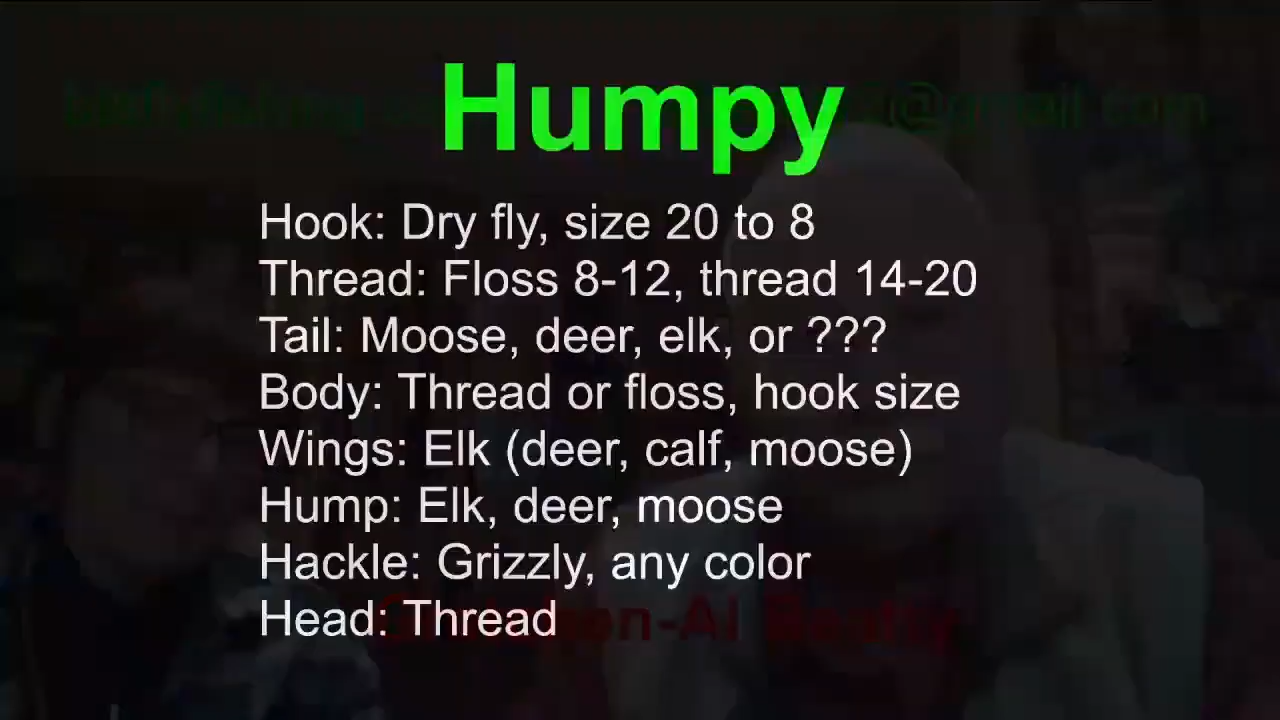 Humpy
@gmail.com
Hook: Dry fly, size 20 to 8
Thread: Floss 8-12, thread 14-20
Tail: Moose, deer, elk, or ???
Body: Thread or floss, hook size
Wings: Elk (deer, calf, moose)
Hump: Elk, deer, moose
Hackle: Grizzly, any color
Head: Thread